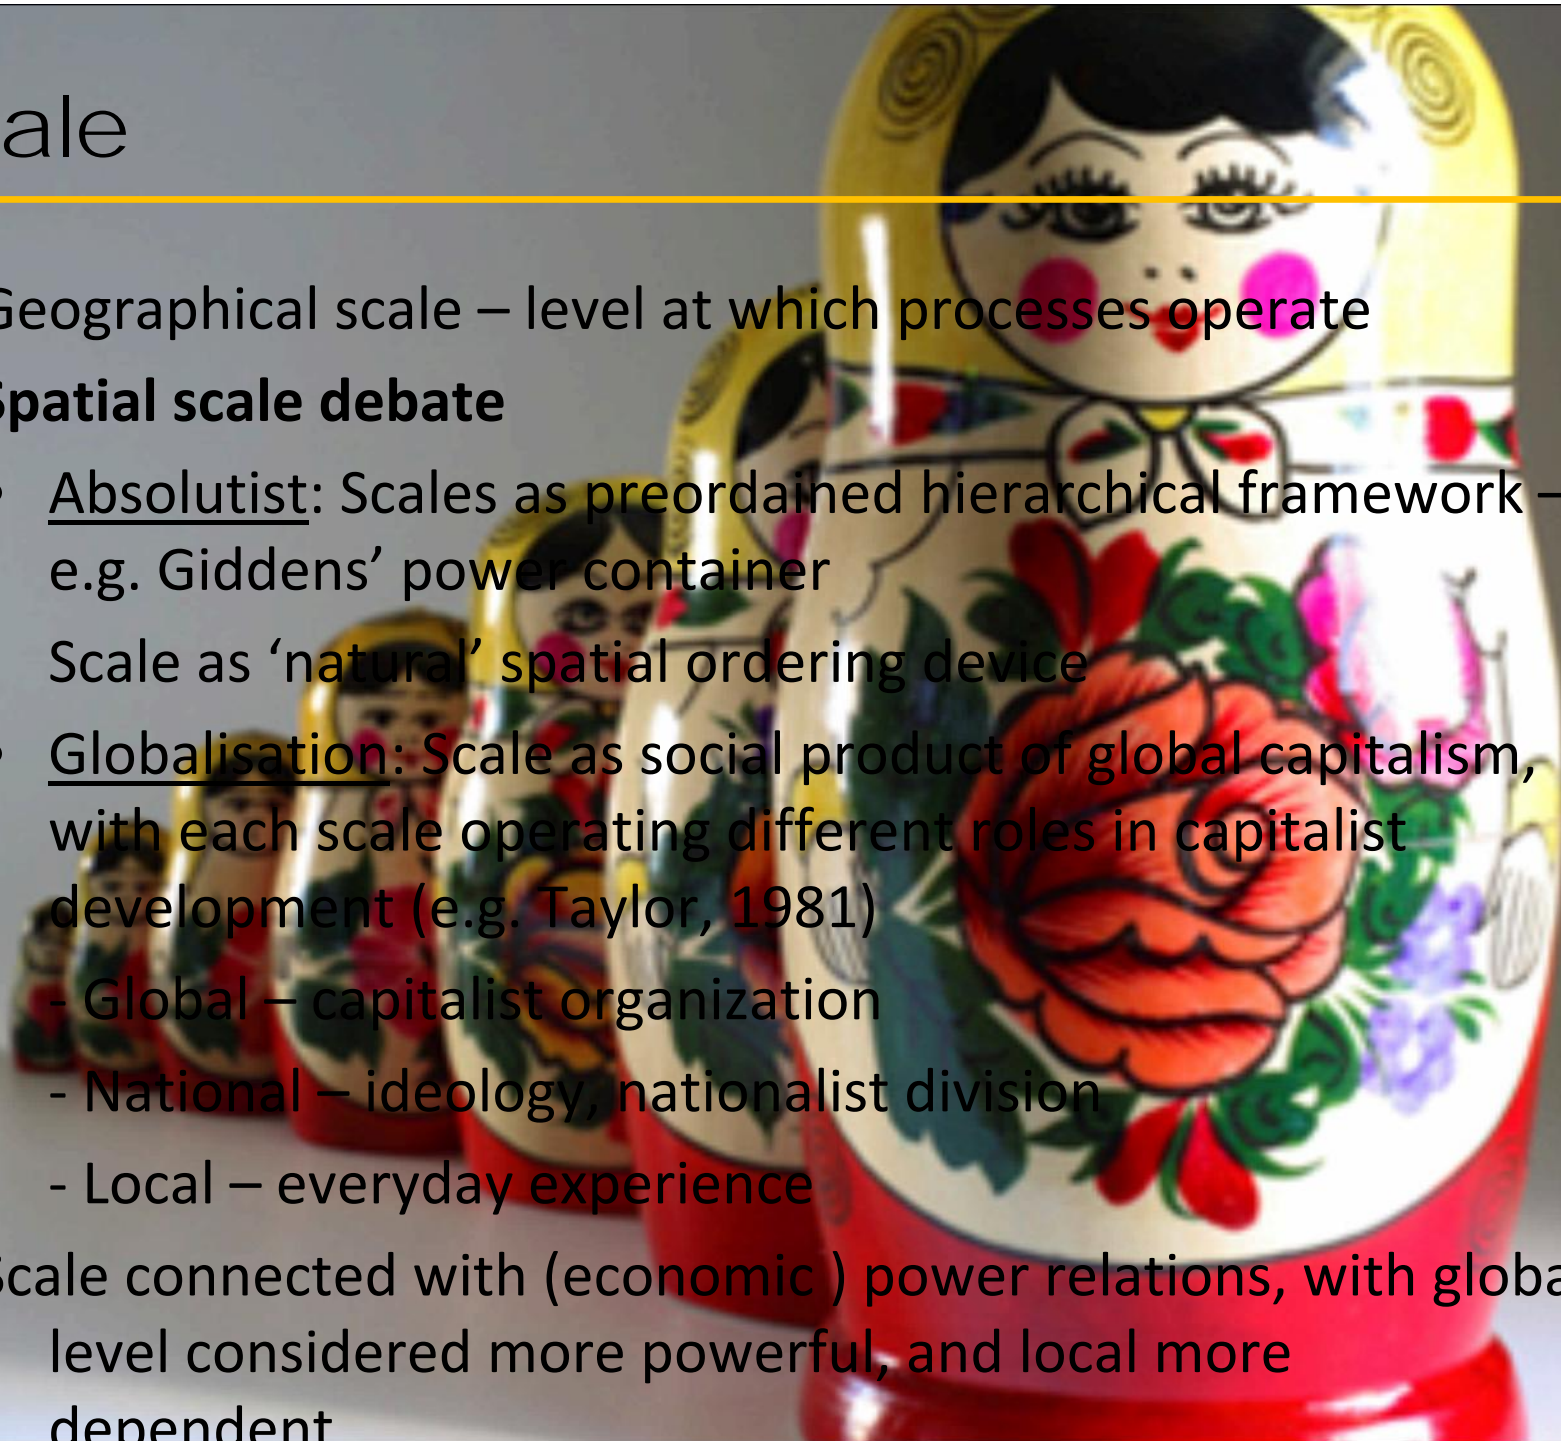 ale
Geographical scale – level at which processes operate
Spatial scale debate
• Absolutist: Scales as preordained hierarchical framework –
e.g. Giddens’ power container
Scale as ‘natural’ spatial ordering device
• Globalisation: Scale as social product of global capitalism,
with each scale operating different roles in capitalist
development (e.g. Taylor, 1981)
- Global – capitalist organization
- National – ideology, nationalist division
- Local – everyday experience
Scale connected with (economic ) power relations, with globa
level considered more powerful, and local more
dependent